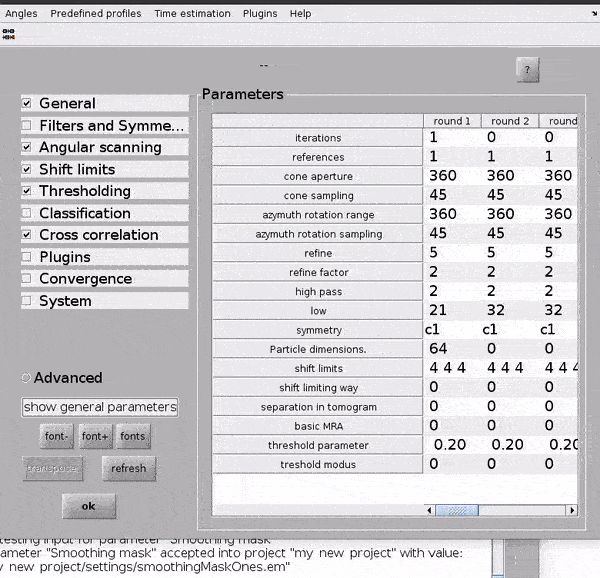 Angles Predefined profiles Time estimation Plugins Help
--
?
Parameters
General
Filters and Symme...
Angular scanning
Shift limits
Thresholding
Classification
Cross correlation
Plugins
Convergence
System
Advanced
show general parameters
font- font+ fonts
transpose refresh
ok
round 1 round 2 round
iterations 1 0 0
references 1 1 1
cone aperture 360 360 360
cone sampling 45 45 45
azymuth rotation range 360 360 360
azymuth rotation sampling 45 45 45
refine 5 5 5
refine factor 2 2 2
high pass 2 2 2
low 21 32 32
symmetry c1 c1 c1
Particle dimensions. 64 0 0
shift limits 4 4 4 4 4 4 4 4 4
shift limiting way 0 0 0
separation in tomogram 0 0 0
basic MRA 0 0 0
threshold parameter 0.20 0.20 0.20
treshold modus 0 0 0
testing input for parameter "Smoothing mask"
ameter "Smoothing mask" accepted into project "my_new_project" with value:
y_new_project/settings/smoothingMaskOnes.em"